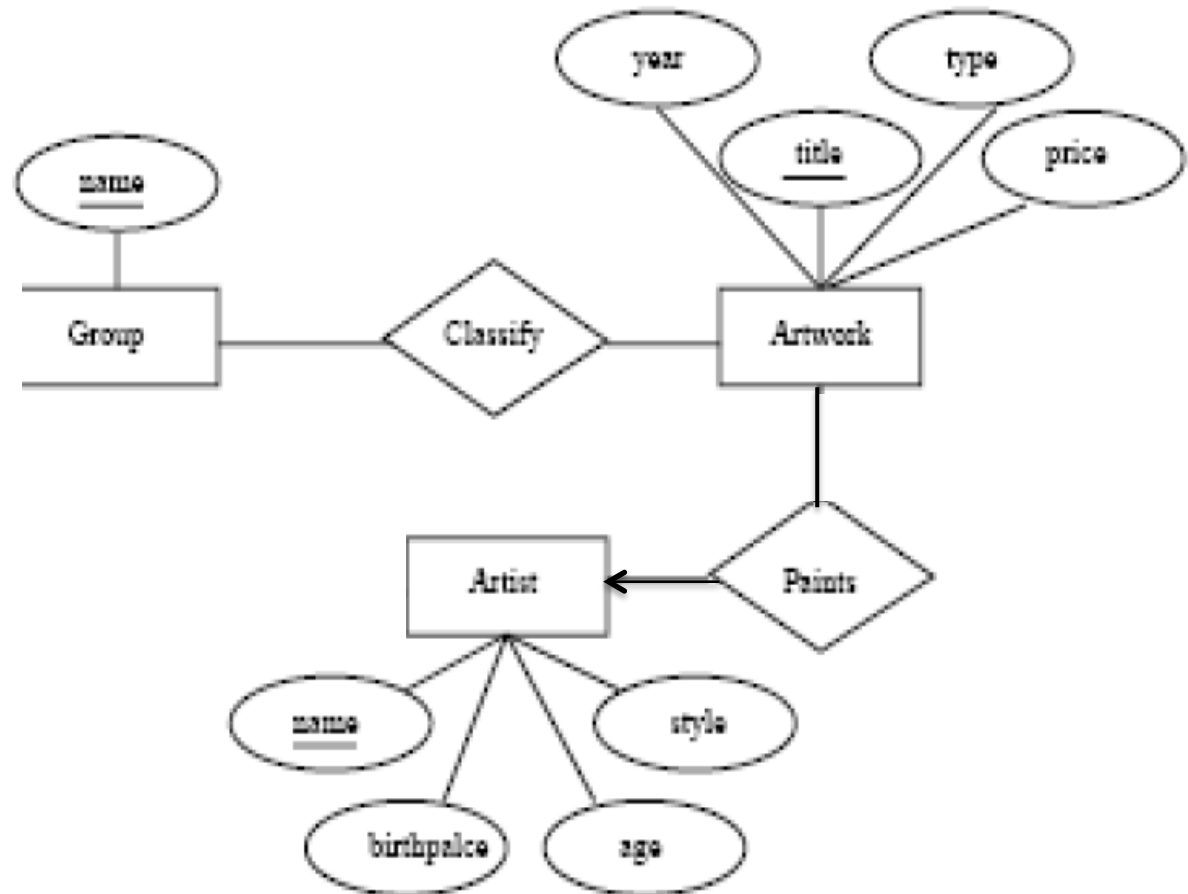 year
type
title
price
name
Group
Classify
Artwork
Artist
Paints
name
style
birthpalce
age